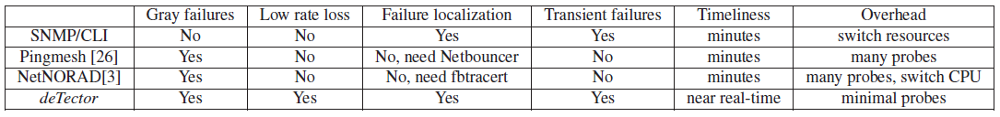 Gray failures Low rate loss Failure localization Transient failures Timeliness Overhead
SNMP/CLI No No Yes Yes minutes switch resources
Pingmesh [26] Yes No No, need Netbouncer No minutes many probes
NetNORAD[3] Yes No No, need fbtracert No minutes many probes, switch CPU
deTector Yes Yes Yes Yes near real-time minimal probes